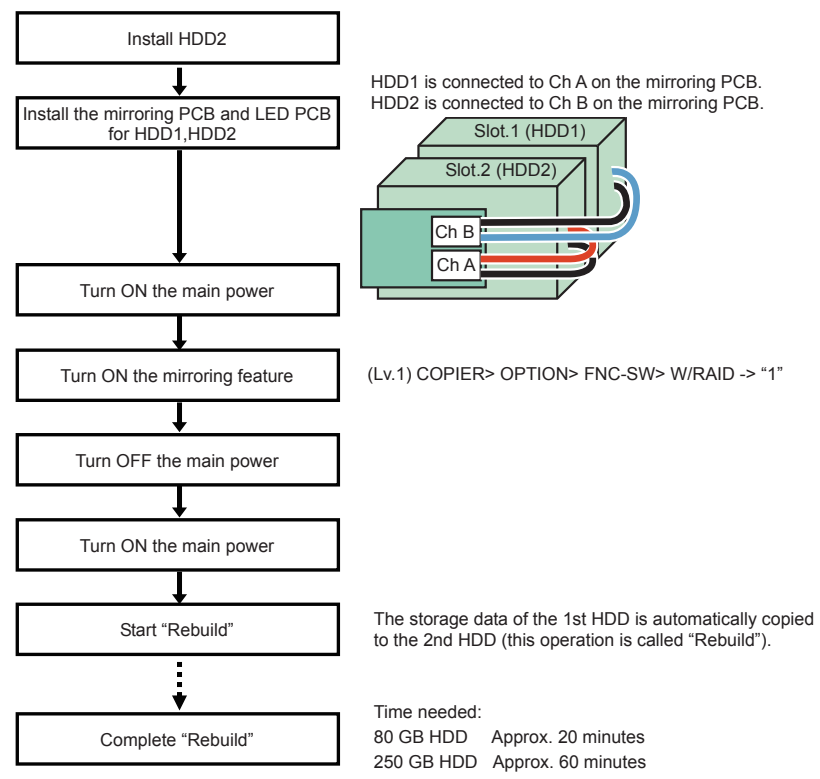 Install HDD2
Install the mirroring PCB and LED PCB
for HDD1,HDD2
HDD1 is connected to Ch A on the mirroring PCB.
HDD2 is connected to Ch B on the mirroring PCB.
Slot.1 (HDD1)
Slot.2 (HDD2)
Ch B
Ch A
Turn ON the main power
Turn ON the mirroring feature
(Lv.1) COPIER> OPTION> FNC-SW> W/RAID -> “1”
Turn OFF the main power
Turn ON the main power
Start “Rebuild”
The storage data of the 1st HDD is automatically copied
to the 2nd HDD (this operation is called “Rebuild”).
Complete “Rebuild”
Time needed:
80 GB HDD Approx. 20 minutes
250 GB HDD Approx. 60 minutes